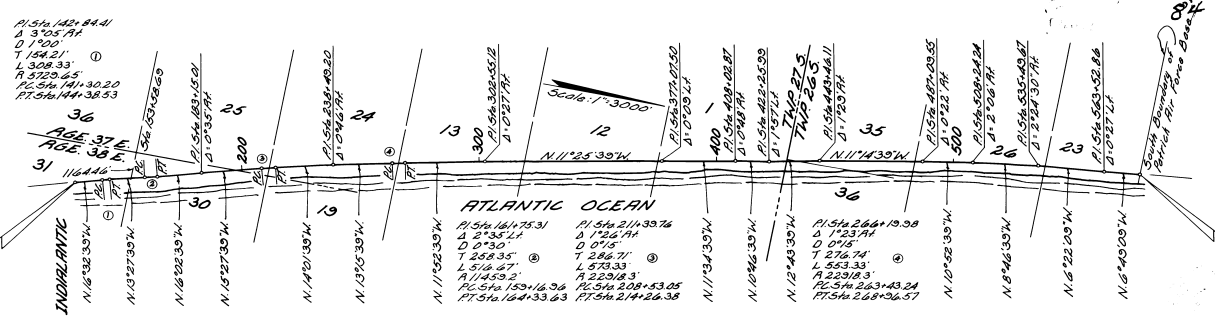 84
P.I. Sta. 142+84.41
Δ 3°05' Rt.
D 1°00'
T 154.21'
L 308.33'
R 5729.65'
P.C. Sta. 141+30.20
P.T. Sta. 144+38.53
①
36
RGE. 37 E.
RGE. 38 E.
31
1164.46
P.C.
P.T.
①
P.C.
P.T.
②
Sta. 153+58.69
P.I. Sta. 183+15.01
Δ = 0°35' Rt.
25
200
P.C.
③
P.T.
P.I. Sta. 238+49.20
Δ = 0°46' Rt.
24
④
13
300
P.I. Sta. 302+55.12
Δ = 0°27' Rt.
Scale: 1"=3000'
12
N. 11°25'39" W.
P.I. Sta. 377+07.50
Δ = 0°09' Lt.
1
400
P.I. Sta. 408+02.87
Δ = 0°48' Rt.
P.I. Sta. 422+25.99
Δ = 1°57' Lt.
TWP. 27 S.
TWP. 26 S.
P.I. Sta. 443+46.11
Δ = 1°29' Rt.
35
N. 11°14'39" W.
P.I. Sta. 487+09.55
Δ = 0°22' Rt.
500
P.I. Sta. 508+24.24
Δ = 2°06' Rt.
26
P.I. Sta. 535+49.67
Δ = 2°24'30" Rt.
23
P.I. Sta. 563+52.86
Δ = 0°27' Lt.
South Boundary of
Patrick Air Force Base
30
19
ATLANTIC OCEAN
36
INDIALANTIC
N. 16°32'39" W.
N. 13°27'39" W.
N. 16°02'39" W.
N. 15°27'39" W.
N. 14°01'39" W.
N. 13°05'39" W.
N. 11°52'39" W.
P.I. Sta. 161+75.31
Δ 2°35' Lt.
D 0°30'
T 258.35'
L 516.67'
R 11459.2'
P.C. Sta. 159+16.96
P.T. Sta. 164+33.63
②
P.I. Sta. 211+39.76
Δ 1°26' Rt.
D 0°15'
T 286.71'
L 573.33'
R 22918.3'
P.C. Sta. 208+53.05
P.T. Sta. 214+26.38
③
N. 11°34'39" W.
N. 10°46'39" W.
N. 12°43'39" W.
P.I. Sta. 266+19.98
Δ 1°23' Rt.
D 0°15'
T 276.74'
L 553.33'
R 22918.3'
P.C. Sta. 263+43.24
P.T. Sta. 268+96.57
④
N. 10°52'39" W.
N. 8°46'39" W.
N. 6°22'09" W.
N. 6°49'09" W.